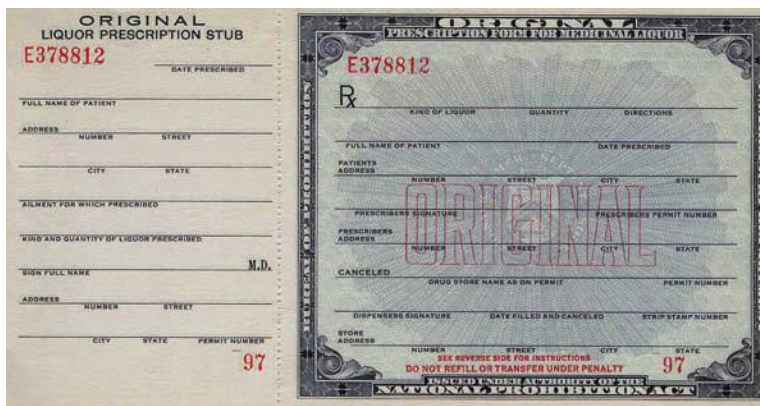 ORIGINAL
LIQUOR PRESCRIPTION STUB
E378812
DATE PRESCRIBED
FULL NAME OF PATIENT
ADDRESS
NUMBER STREET
CITY STATE
AILMENT FOR WHICH PRESCRIBED
KIND AND QUANTITY OF LIQUOR PRESCRIBED
M.D.
SIGN FULL NAME
ADDRESS
NUMBER STREET
CITY STATE PERMIT NUMBER
97
ORIGINAL
PRESCRIPTION FORM FOR MEDICINAL LIQUOR
E378812
Rx
KIND OF LIQUOR QUANTITY DIRECTIONS
FULL NAME OF PATIENT DATE PRESCRIBED
PATIENTS
ADDRESS
NUMBER STREET CITY STATE
ORIGINAL
PRESCRIBERS SIGNATURE PRESCRIBERS PERMIT NUMBER
PRESCRIBERS
ADDRESS
NUMBER STREET CITY STATE
CANCELED
DRUG STORE NAME AS ON PERMIT PERMIT NUMBER
DISPENSERS SIGNATURE DATE FILLED AND CANCELED STRIP STAMP NUMBER
STORE
ADDRESS
NUMBER STREET CITY STATE
SEE REVERSE SIDE FOR INSTRUCTIONS
DO NOT REFILL OR TRANSFER UNDER PENALTY
97
ISSUED UNDER AUTHORITY OF THE
NATIONAL PROHIBITION ACT
BUREAU OF PROHIBITION
BUREAU OF PROHIBITION